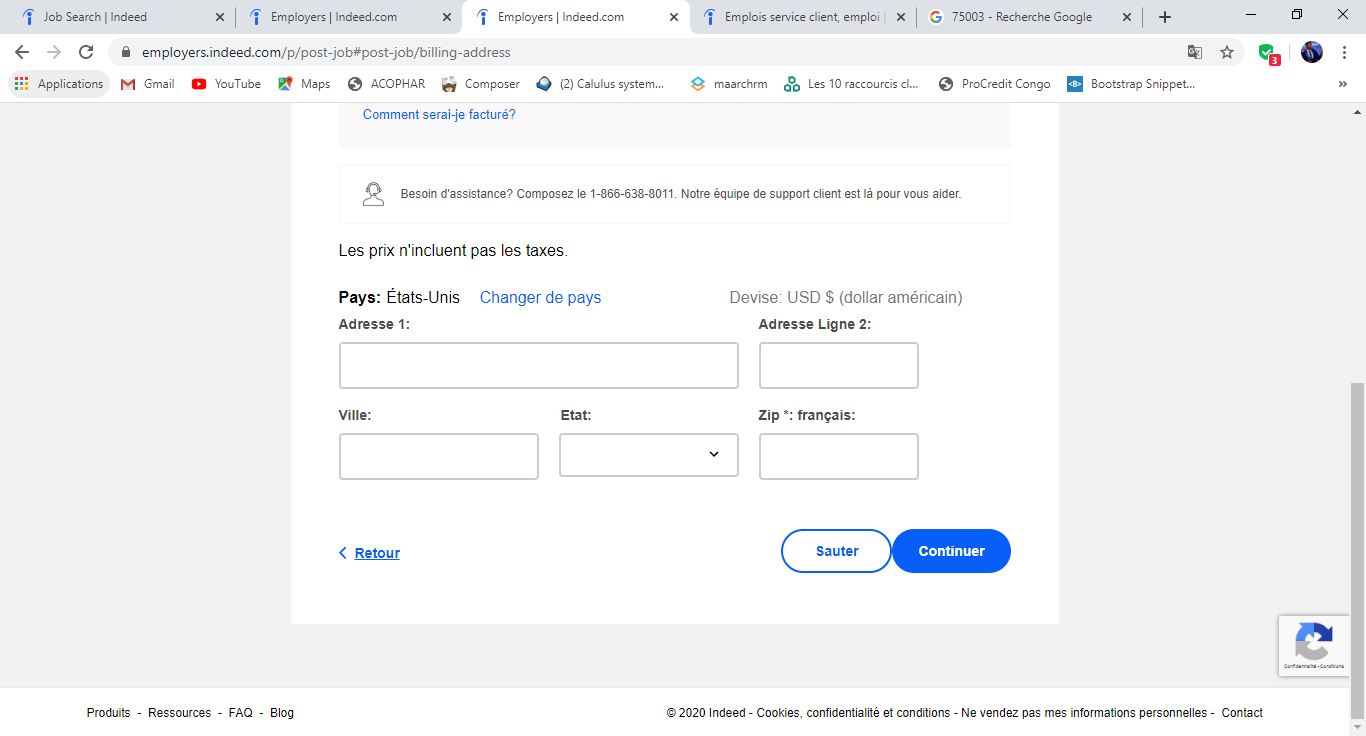 Job Search | Indeed
Employers | Indeed.com
Employers | Indeed.com
Emplois service client, emploi
75003 - Recherche Google
employers.indeed.com/p/post-job#post-job/billing-address
3
Applications
Gmail
YouTube
Maps
ACOPHAR
Composer
(2) Calulus system...
maarchrm
Les 10 raccourcis cl...
ProCredit Congo
Bootstrap Snippet...
»
Comment serai-je facturé?
Besoin d'assistance? Composez le 1-866-638-8011. Notre équipe de support client est là pour vous aider.
Les prix n'incluent pas les taxes.
Pays: États-Unis Changer de pays Devise: USD $ (dollar américain)
Adresse 1: Adresse Ligne 2:
Ville: Etat: Zip *: français:
Retour Sauter Continuer
Confidentialité - Conditions
Produits - Ressources - FAQ - Blog © 2020 Indeed - Cookies, confidentialité et conditions - Ne vendez pas mes informations personnelles - Contact